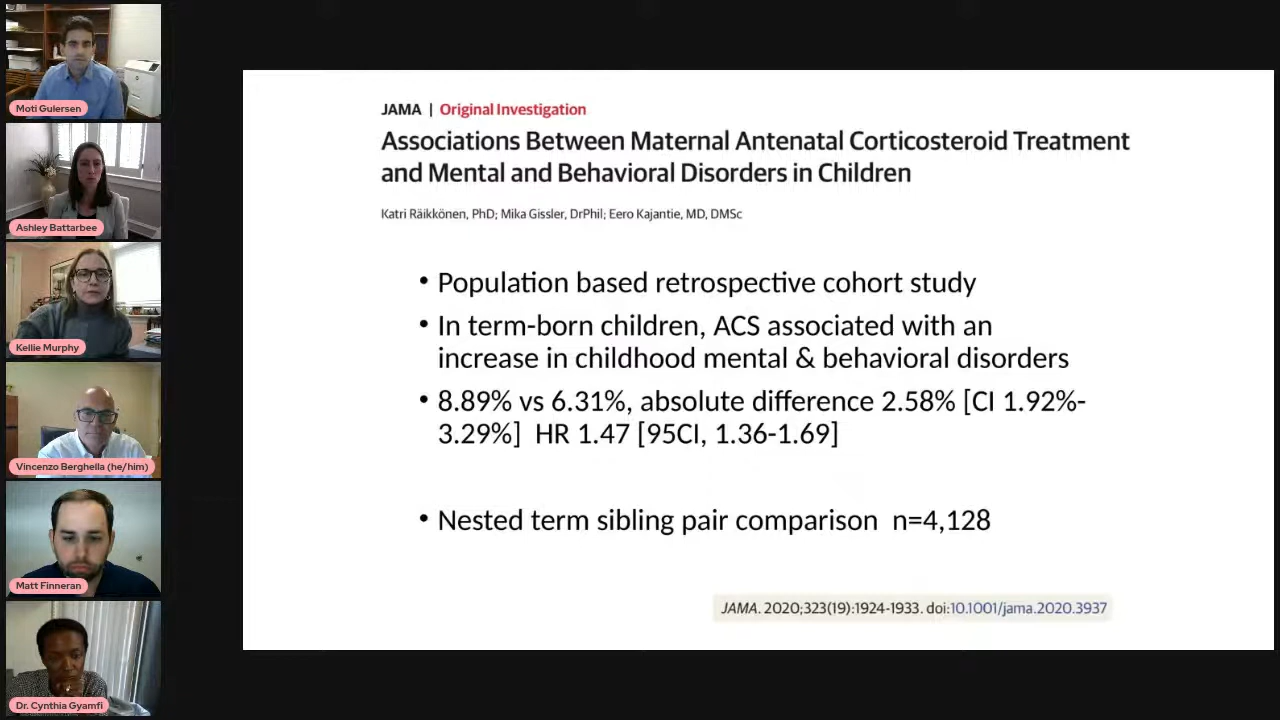 Moti Gulersen
Ashley Battarbee
Kellie Murphy
Vincenzo Berghella (he/him)
Matt Finneran
Dr. Cynthia Gyamfi
JAMA | Original Investigation
Associations Between Maternal Antenatal Corticosteroid Treatment
and Mental and Behavioral Disorders in Children
Katri Räikkönen, PhD; Mika Gissler, DrPhil; Eero Kajantie, MD, DMSc
• Population based retrospective cohort study
• In term-born children, ACS associated with an
increase in childhood mental & behavioral disorders
• 8.89% vs 6.31%, absolute difference 2.58% [CI 1.92%-
3.29%] HR 1.47 [95CI, 1.36-1.69]
• Nested term sibling pair comparison n=4,128
JAMA. 2020;323(19):1924-1933. doi:10.1001/jama.2020.3937